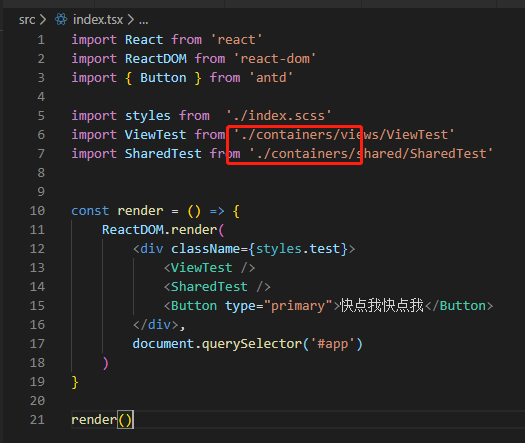 src > index.tsx > ...
1 import React from 'react'
2 import ReactDOM from 'react-dom'
3 import { Button } from 'antd'
4
5 import styles from  './index.scss'
6 import ViewTest from './containers/views/ViewTest'
7 import SharedTest from './containers/shared/SharedTest'
8
9
10 const render = () => {
11     ReactDOM.render(
12         <div className={styles.test}>
13             <ViewTest />
14             <SharedTest />
15             <Button type="primary">快点我快点我</Button>
16         </div>,
17         document.querySelector('#app')
18     )
19 }
20
21 render()